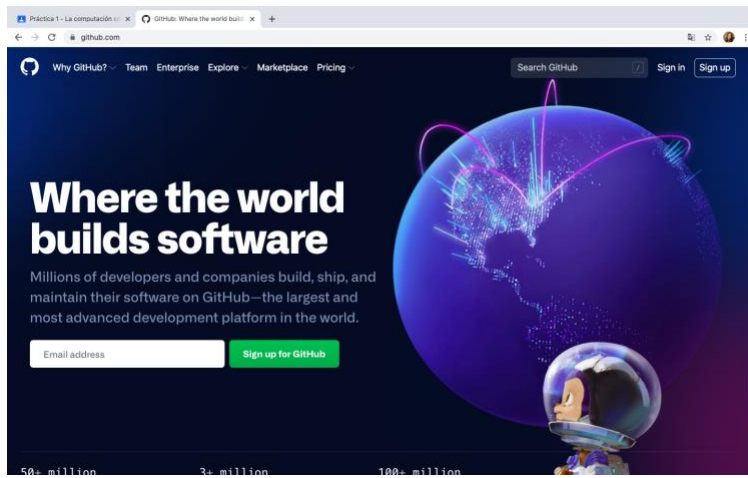 Práctica 1 - La computación co
GitHub: Where the world build
github.com
Why GitHub? Team Enterprise Explore Marketplace Pricing Search GitHub / Sign in Sign up
Where the world
builds software
Millions of developers and companies build, ship, and
maintain their software on GitHub—the largest and
most advanced development platform in the world.
Email address Sign up for GitHub
50+ million 3+ million 100+ million